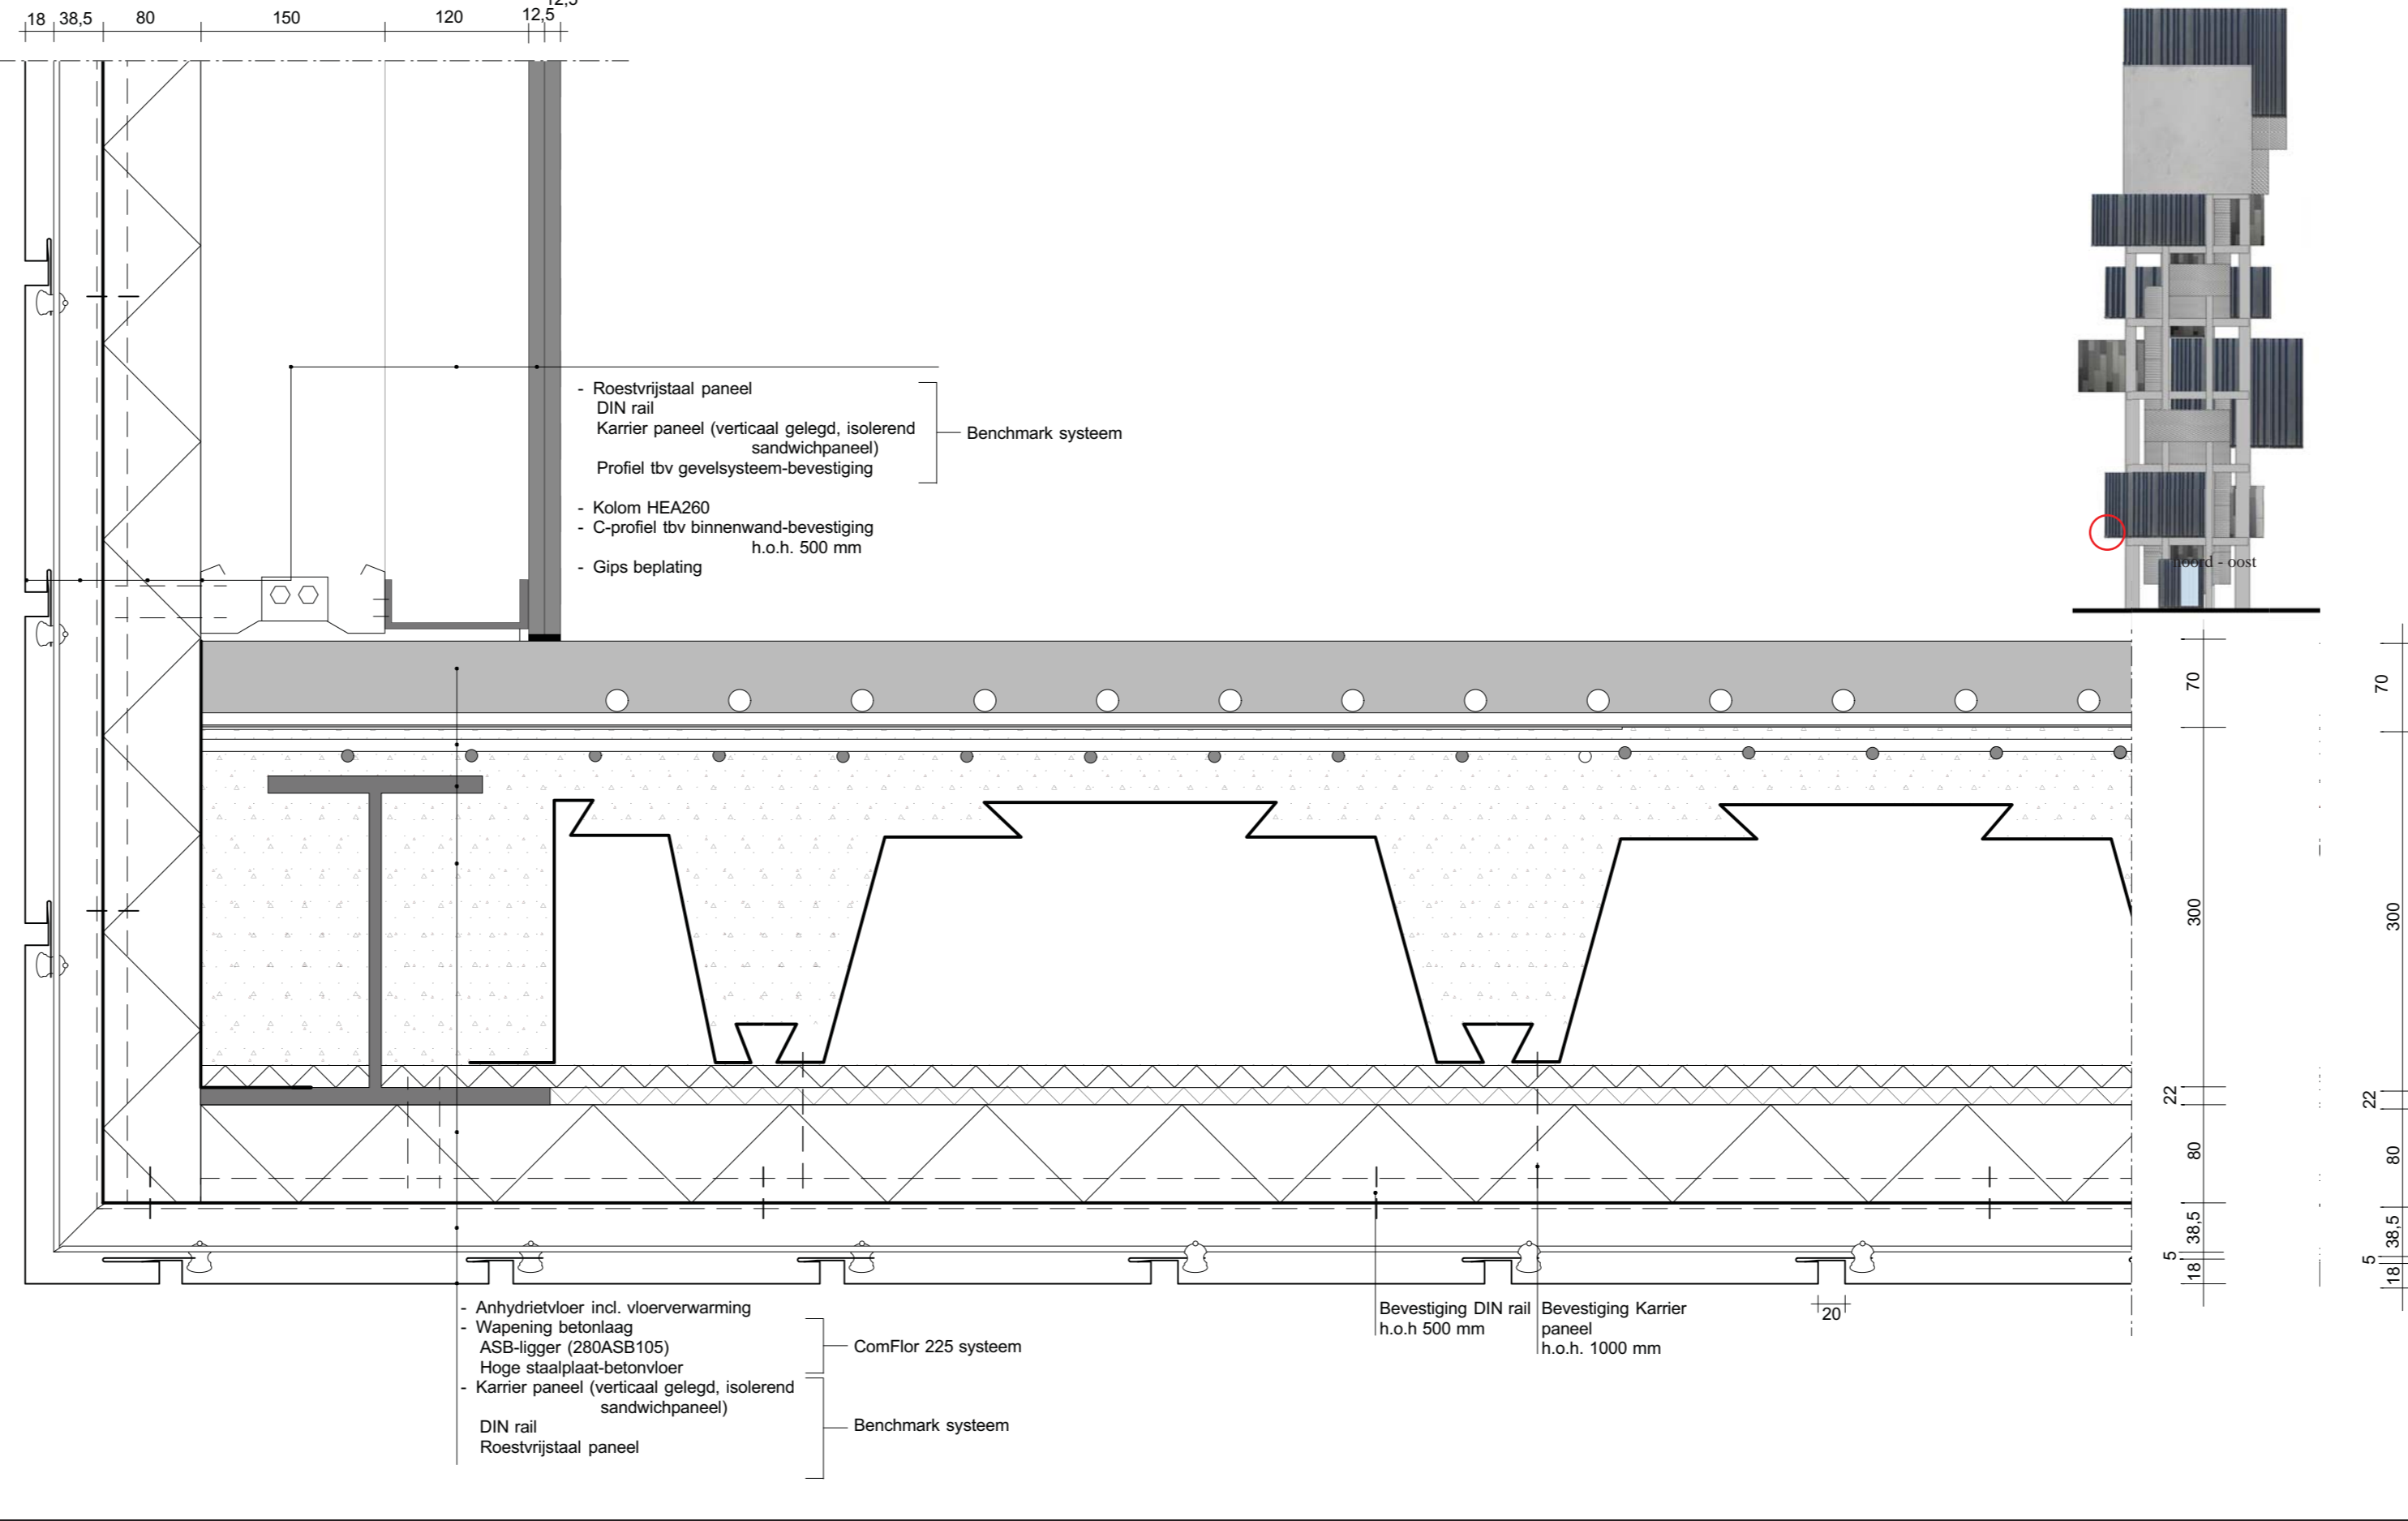 18 38,5 80 150 120 12,5 12,5
- Roestvrijstaal paneel
DIN rail
Karrier paneel (verticaal gelegd, isolerend
sandwichpaneel)
Profiel tbv gevelsysteem-bevestiging
Benchmark systeem
- Kolom HEA260
- C-profiel tbv binnenwand-bevestiging
h.o.h. 500 mm
- Gips beplating
noord - oost
70
300
22
80
38,5
5
18
70
300
22
80
38,5
5
18
20
- Anhydrietvloer incl. vloerverwarming
- Wapening betonlaag
ASB-ligger (280ASB105)
Hoge staalplaat-betonvloer
ComFlor 225 systeem
- Karrier paneel (verticaal gelegd, isolerend
sandwichpaneel)
DIN rail
Roestvrijstaal paneel
Benchmark systeem
Bevestiging DIN rail
h.o.h 500 mm
Bevestiging Karrier
paneel
h.o.h. 1000 mm